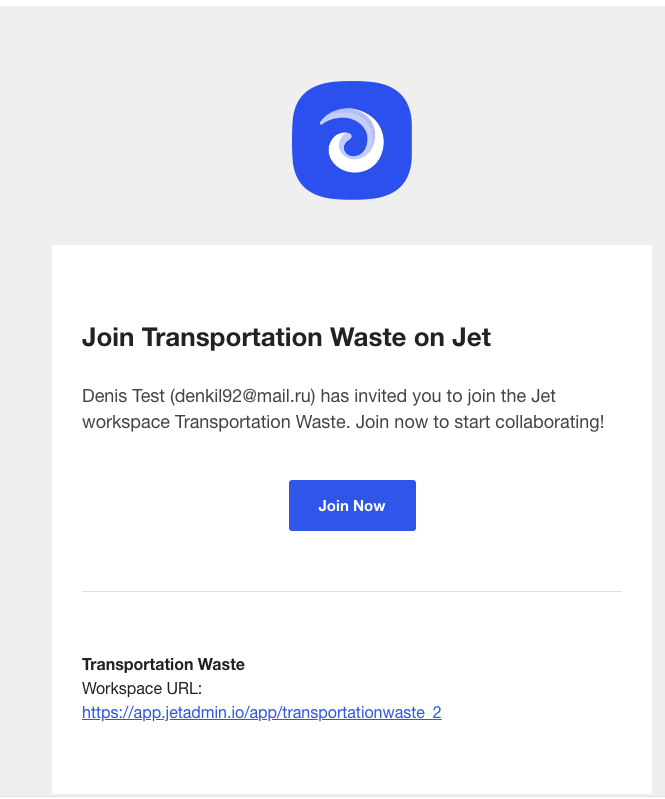 Join Transportation Waste on Jet
Denis Test (denkil92@mail.ru) has invited you to join the Jet
workspace Transportation Waste. Join now to start collaborating!
Join Now
Transportation Waste
Workspace URL:
https://app.jetadmin.io/app/transportationwaste_2